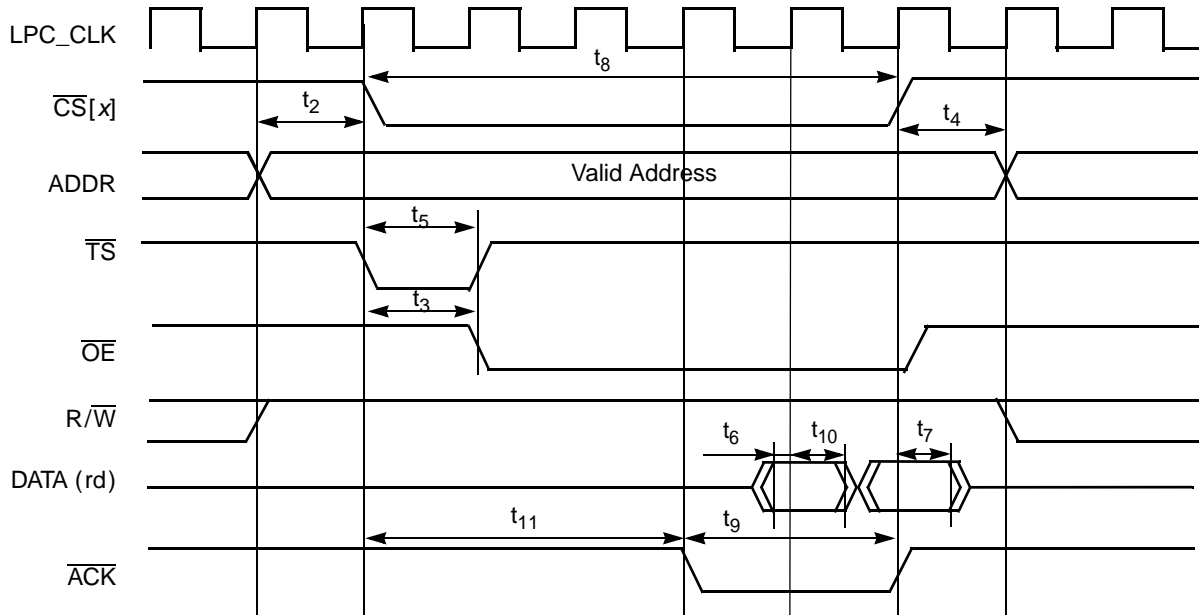 LPC_CLK
t8
CS[x]
t2
t4
ADDR
Valid Address
t5
TS
t3
OE
R/W
t6
t10
t7
DATA (rd)
t11
t9
ACK